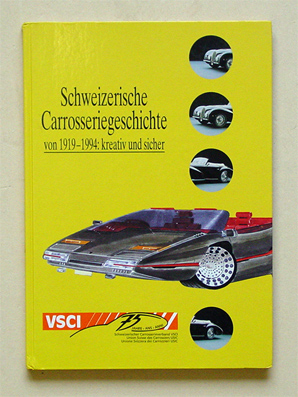 Schweizerische
Carrosseriegeschichte
von 1919–1994: kreativ und sicher
VSCI
75
Schweizerischer Carrosserieverband VSCI
Union Suisse des Carrossiers USIC
Unione Svizzera dei Carrozzieri USIC